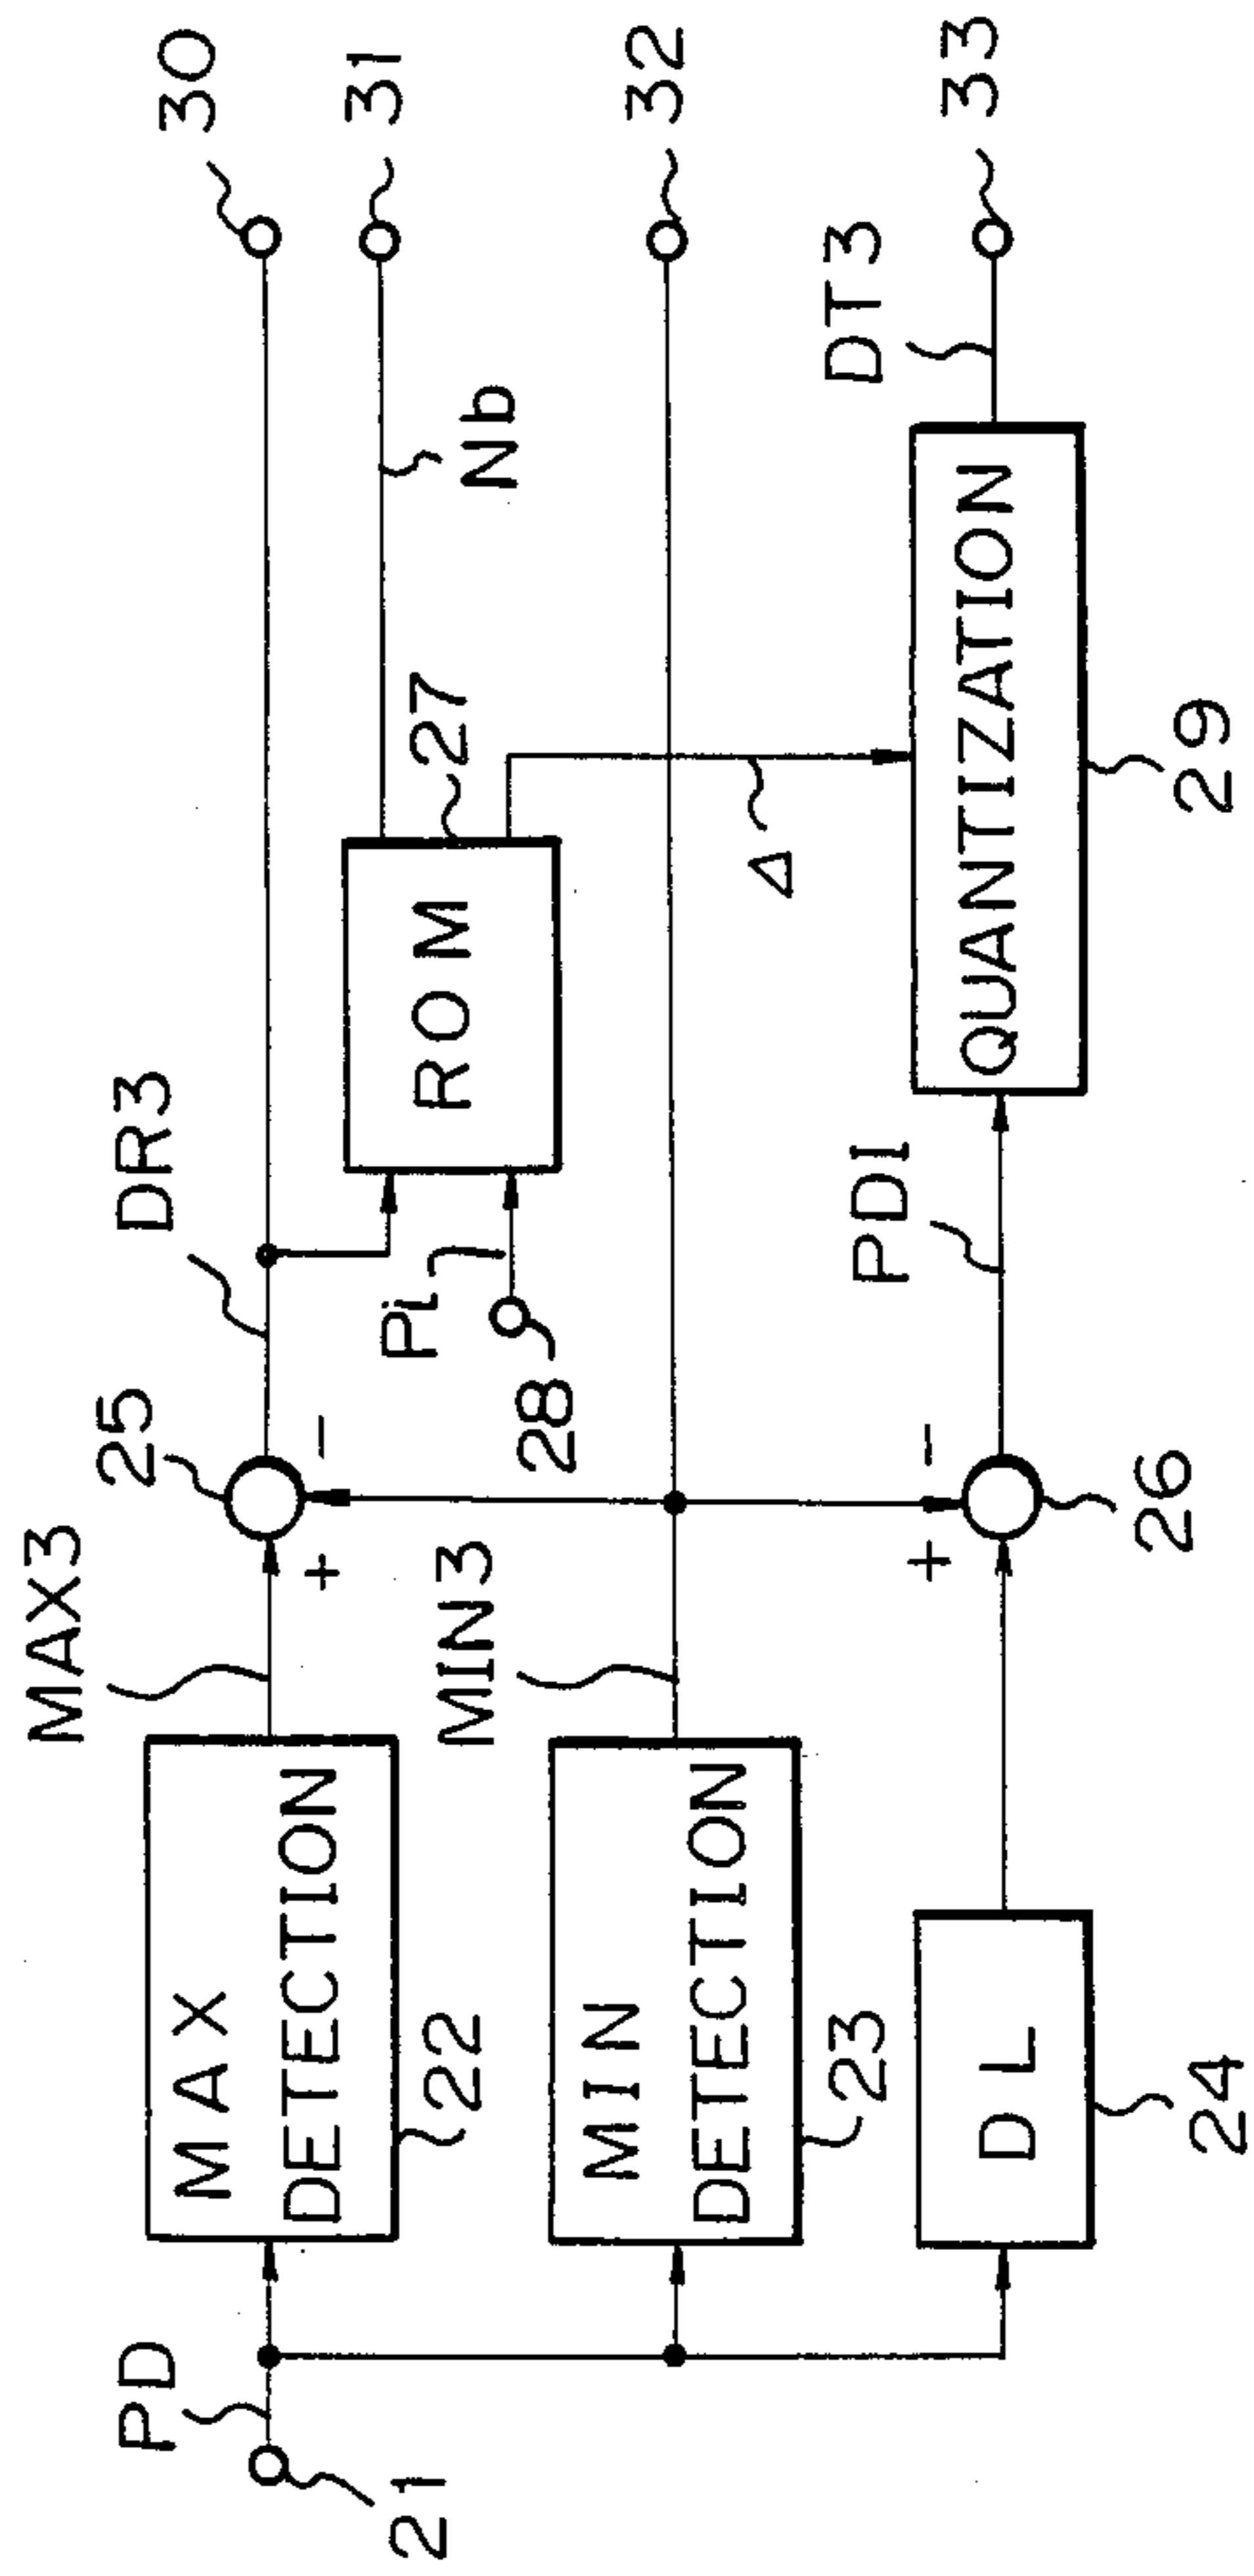 MAX3
25
DR3
30
PD
MAX
DETECTION
+
-
31
21
22
Pi
ROM
27
Nb
28
MIN3
32
MIN
DETECTION
23
Δ
+
-
PDI
DT3
33
DL
QUANTIZATION
24
26
29